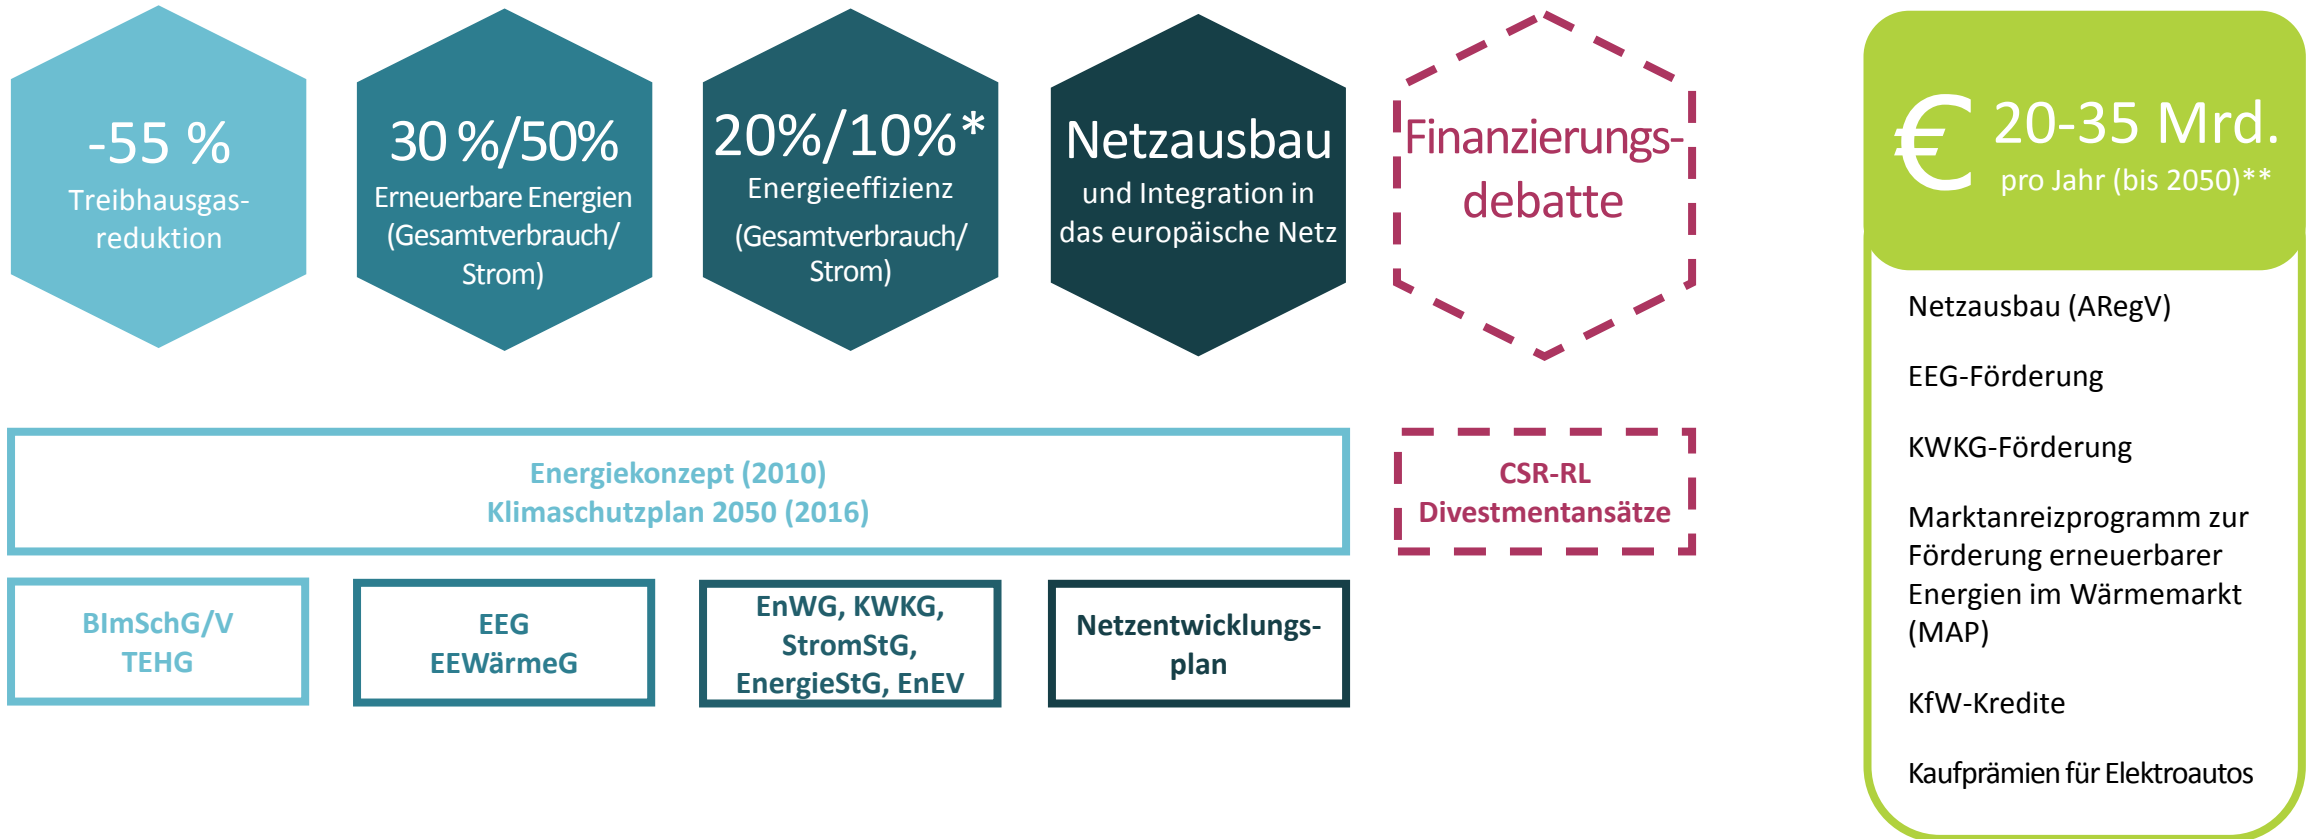 -55 %
Treibhausgas-
reduktion
30 %/50%
Erneuerbare Energien
(Gesamtverbrauch/
Strom)
20%/10%*
Energieeffizienz
(Gesamtverbrauch/
Strom)
Netzausbau
und Integration in
das europäische Netz
Finanzierungs-
debatte
Energiekonzept (2010)
Klimaschutzplan 2050 (2016)
CSR-RL
Divestmentansätze
BImSchG/V
TEHG
EEG
EEWärmeG
EnWG, KWKG,
StromStG,
EnergieStG, EnEV
Netzentwicklungs-
plan
€ 20-35 Mrd.
pro Jahr (bis 2050)**
Netzausbau (ARegV)
EEG-Förderung
KWKG-Förderung
Marktanreizprogramm zur
Förderung erneuerbarer
Energien im Wärmemarkt
(MAP)
KfW-Kredite
Kaufprämien für Elektroautos